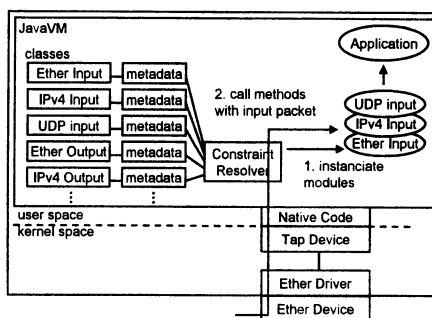 JavaVM
classes
Ether Input metadata
IPv4 Input metadata
UDP input metadata
Ether Output metadata
IPv4 Output metadata
Constraint
Resolver
2. call methods
with input packet
1. instanciate
modules
Application
UDP input
IPv4 Input
Ether Input
user space
kernel space
Native Code
Tap Device
Ether Driver
Ether Device